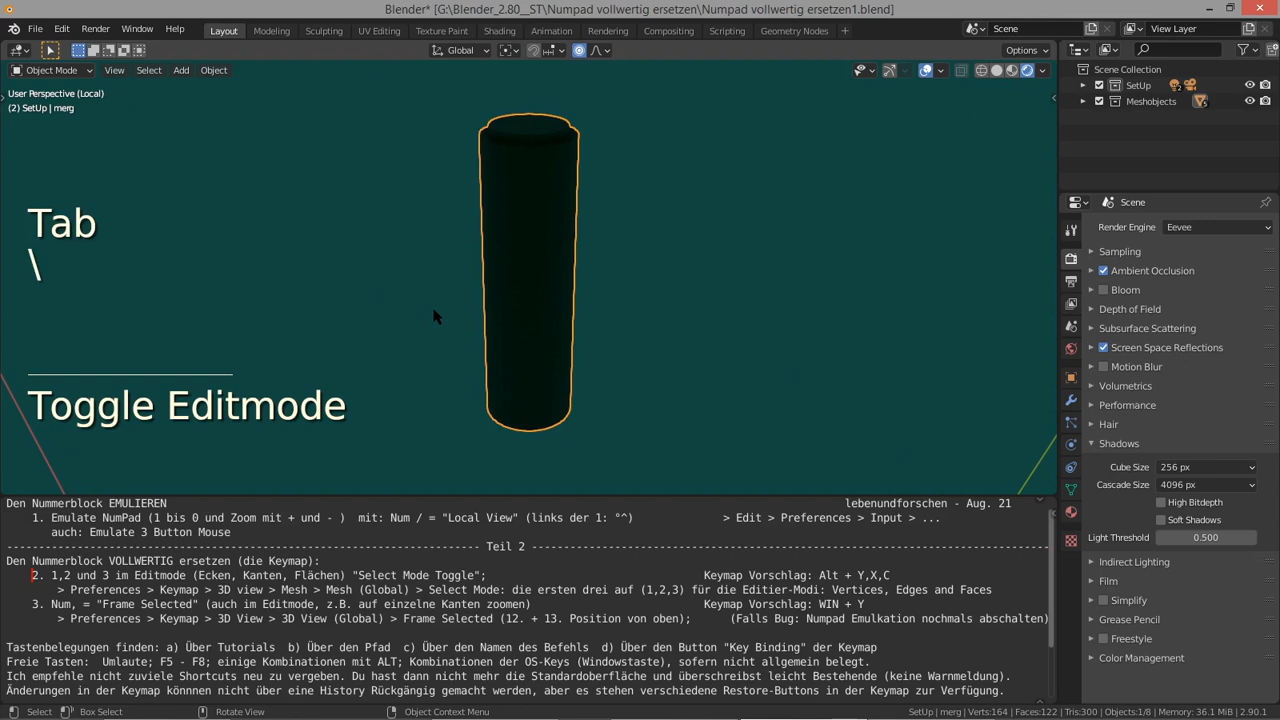 Blender* [G:\Blender_2.80__ST\Numpad vollwertig ersetzen\Numpad vollwertig ersetzen1.blend]
File Edit Render Window Help Layout Modeling Sculpting UV Editing Texture Paint Shading Animation Rendering Compositing Scripting Geometry Nodes + Scene View Layer
Global Options
Object Mode View Select Add Object
User Perspective (Local)
(2) SetUp | merg
Tab
\
Toggle Editmode
Scene Collection
SetUp 2
Meshobjects 5
Scene
Render Engine Eevee
Sampling
Ambient Occlusion
Bloom
Depth of Field
Subsurface Scattering
Screen Space Reflections
Motion Blur
Volumetrics
Performance
Hair
Shadows
Cube Size 256 px
Cascade Size 4096 px
High Bitdepth
Soft Shadows
Light Threshold 0.500
Indirect Lighting
Film
Simplify
Grease Pencil
Freestyle
Color Management
Den Nummerblock EMULIEREN lebenundforschen - Aug. 21
1. Emulate NumPad (1 bis 0 und Zoom mit + und - ) mit: Num / = "Local View" (links der 1: °^) > Edit > Preferences > Input > ...
auch: Emulate 3 Button Mouse
Teil 2
Den Nummerblock VOLLWERTIG ersetzen (die Keymap):
2. 1,2 und 3 im Editmode (Ecken, Kanten, Flächen) "Select Mode Toggle"; Keymap Vorschlag: Alt + Y,X,C
> Preferences > Keymap > 3D view > Mesh > Mesh (Global) > Select Mode: die ersten drei auf (1,2,3) für die Editier-Modi: Vertices, Edges and Faces
3. Num, = "Frame Selected" (auch im Editmode, z.B. auf einzelne Kanten zoomen) Keymap Vorschlag: WIN + Y
> Preferences > Keymap > 3D View > 3D View (Global) > Frame Selected (12. + 13. Position von oben); (Falls Bug: Numpad Emulkation nochmals abschalten)
Tastenbelegungen finden: a) Über Tutorials b) Über den Pfad c) Über den Namen des Befehls d) Über den Button "Key Binding" der Keymap
Freie Tasten: Umlaute; F5 - F8; einige Kombinationen mit ALT; Kombinationen der OS-Keys (Windowstaste), sofern nicht allgemein belegt.
Ich empfehle nicht zuviele Shortcuts neu zu vergeben. Du hast dann nicht mehr die Standardoberfläche und überschreibst leicht Bestehende (keine Warnmeldung).
Änderungen in der Keymap könnnen nicht über eine History Rückgängig gemacht werden, aber es stehen verschiedene Restore-Buttons in der Keymap zur Verfügung.
Select Box Select Rotate View Object Context Menu SetUp | merg | Verts:164 | Faces:122 | Tris:300 | Objects:1/8 | Memory: 36.1 MiB | 2.90.1